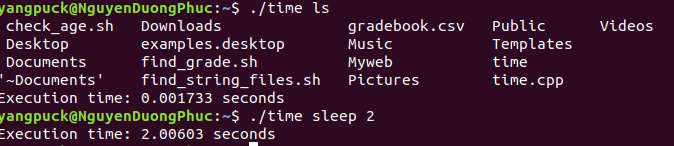 yangpuck@NguyenDuongPhuc:~$ ./time ls
check_age.sh Downloads gradebook.csv Public Videos
Desktop examples.desktop Music Templates
Documents find_grade.sh Myweb time
'~Documents' find_string_files.sh Pictures time.cpp
Execution time: 0.001733 seconds
yangpuck@NguyenDuongPhuc:~$ ./time sleep 2
Execution time: 2.00603 seconds